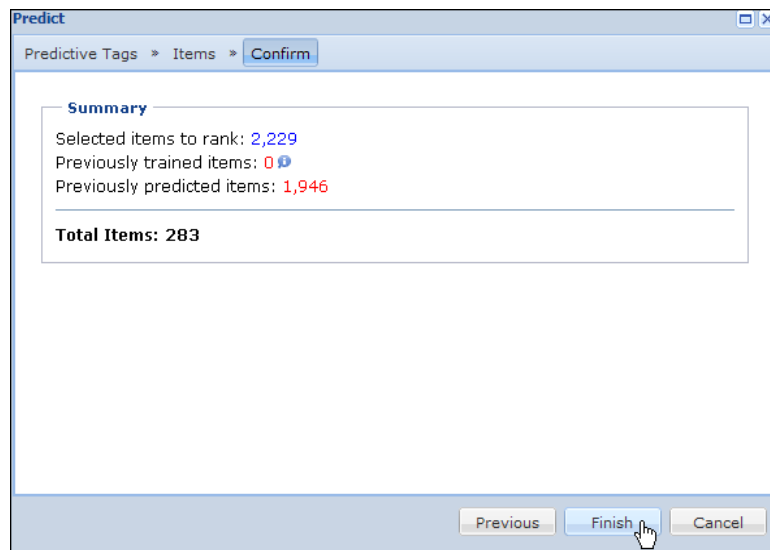 Predict
Predictive Tags » Items » Confirm
Summary
Selected items to rank: 2,229
Previously trained items: 0
Previously predicted items: 1,946
Total Items: 283
Previous Finish Cancel